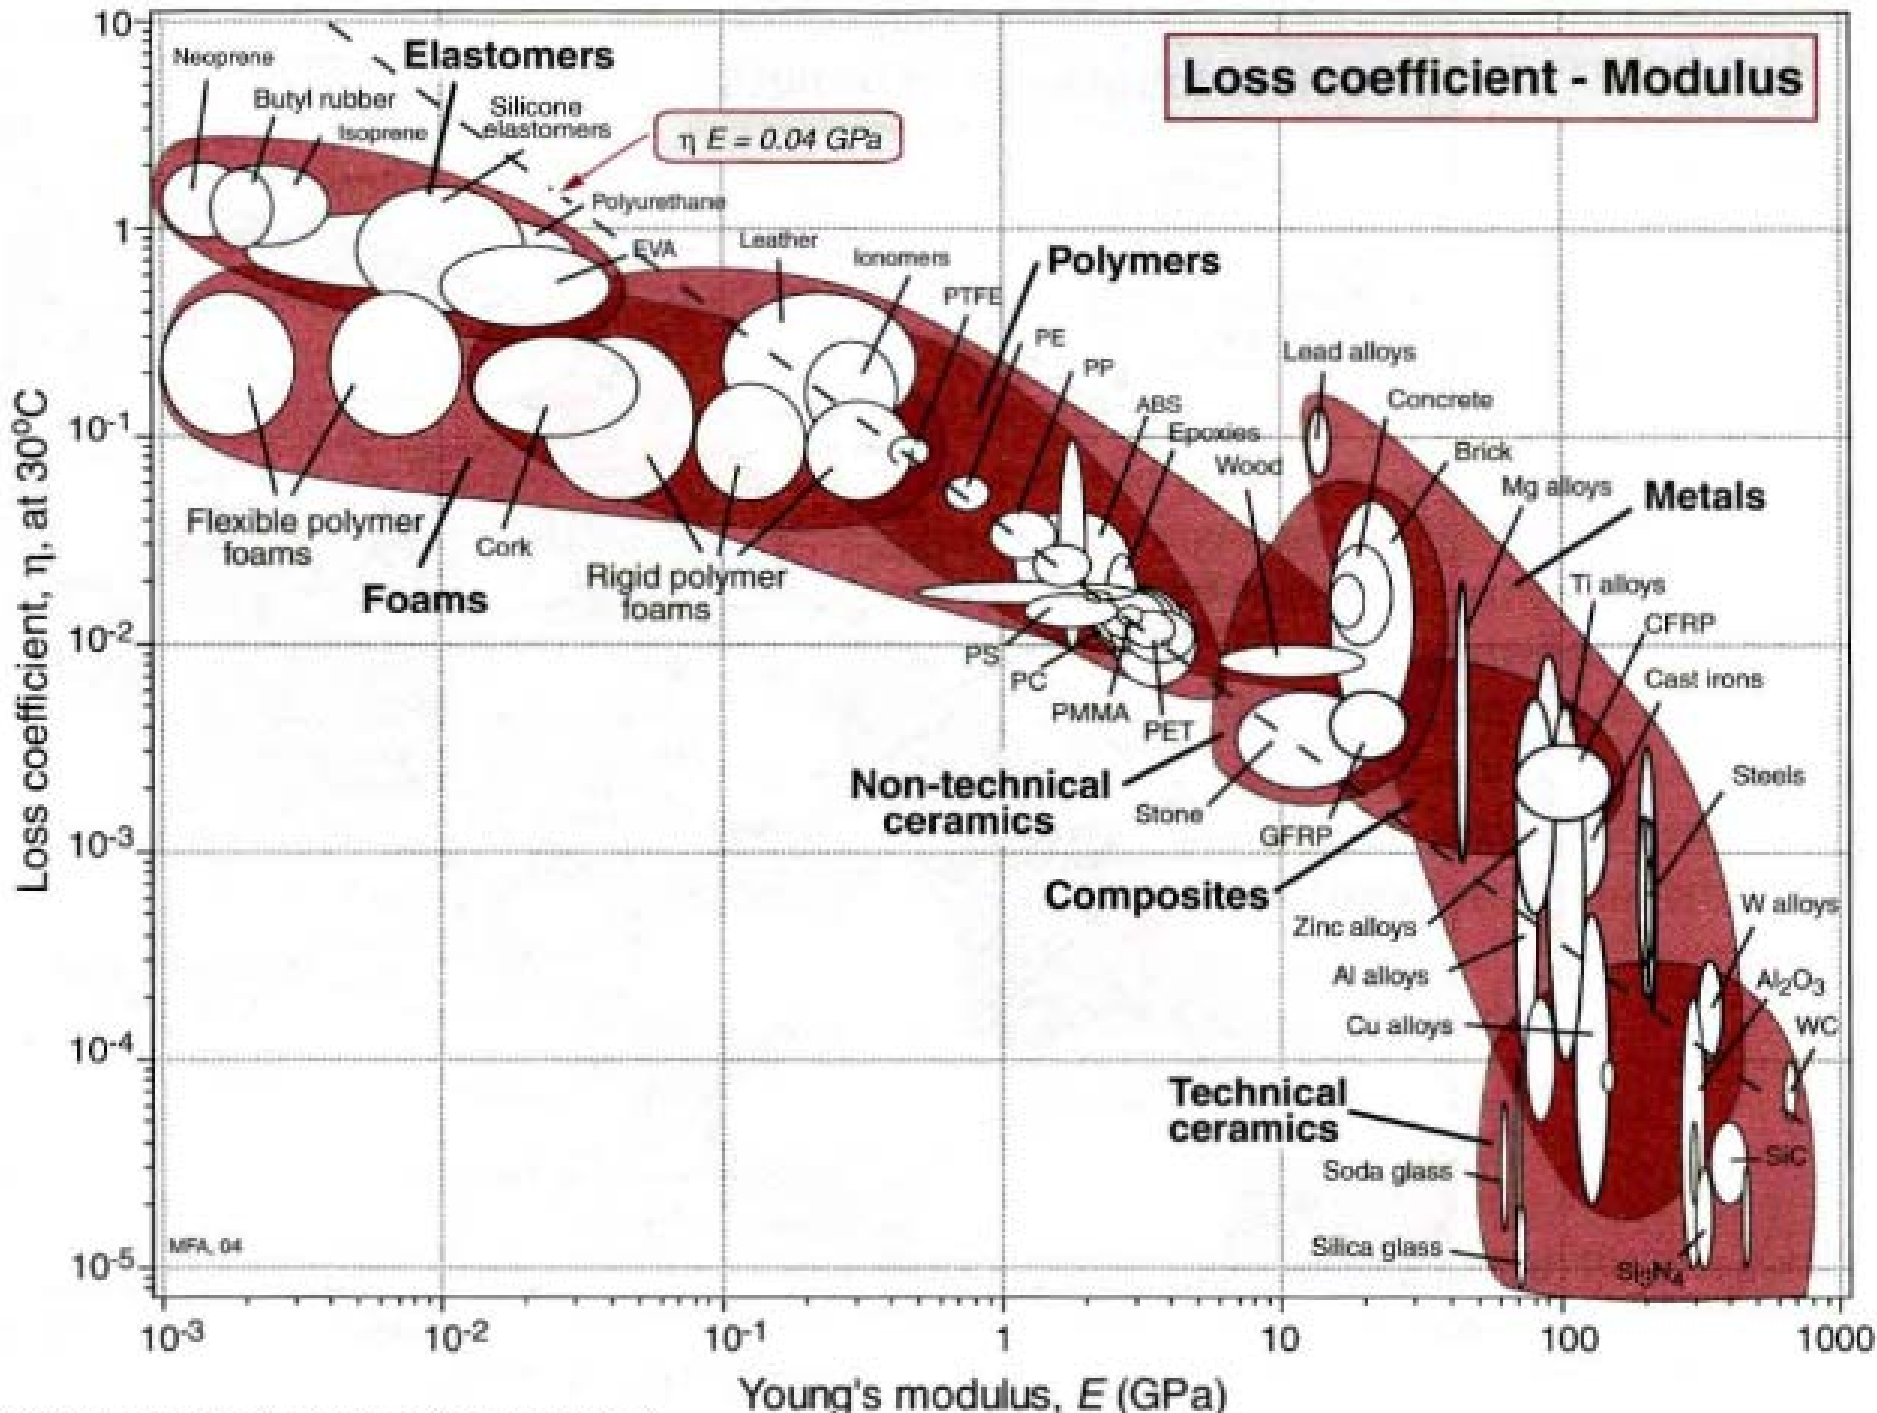 Loss coefficient - Modulus
10
1
10-1
10-2
10-3
10-4
10-5
Loss coefficient, η, at 30°C
Neoprene
Elastomers
Butyl rubber
Silicone
elastomers
Isoprene
η E = 0.04 GPa
Polyurethane
EVA
Leather
Ionomers
Polymers
PTFE
PE
PP
ABS
Epoxies
Wood
Lead alloys
Concrete
Brick
Mg alloys
Metals
Ti alloys
CFRP
Cast irons
Steels
W alloys
Al2O3
WC
SiC
Si3N4
Flexible polymer
foams
Foams
Cork
Rigid polymer
foams
PS
PC
PMMA
PET
Non-technical
ceramics
Stone
GFRP
Composites
Zinc alloys
Al alloys
Cu alloys
Technical
ceramics
Soda glass
Silica glass
MFA, 04
10-3
10-2
10-1
1
10
100
1000
Young's modulus, E (GPa)